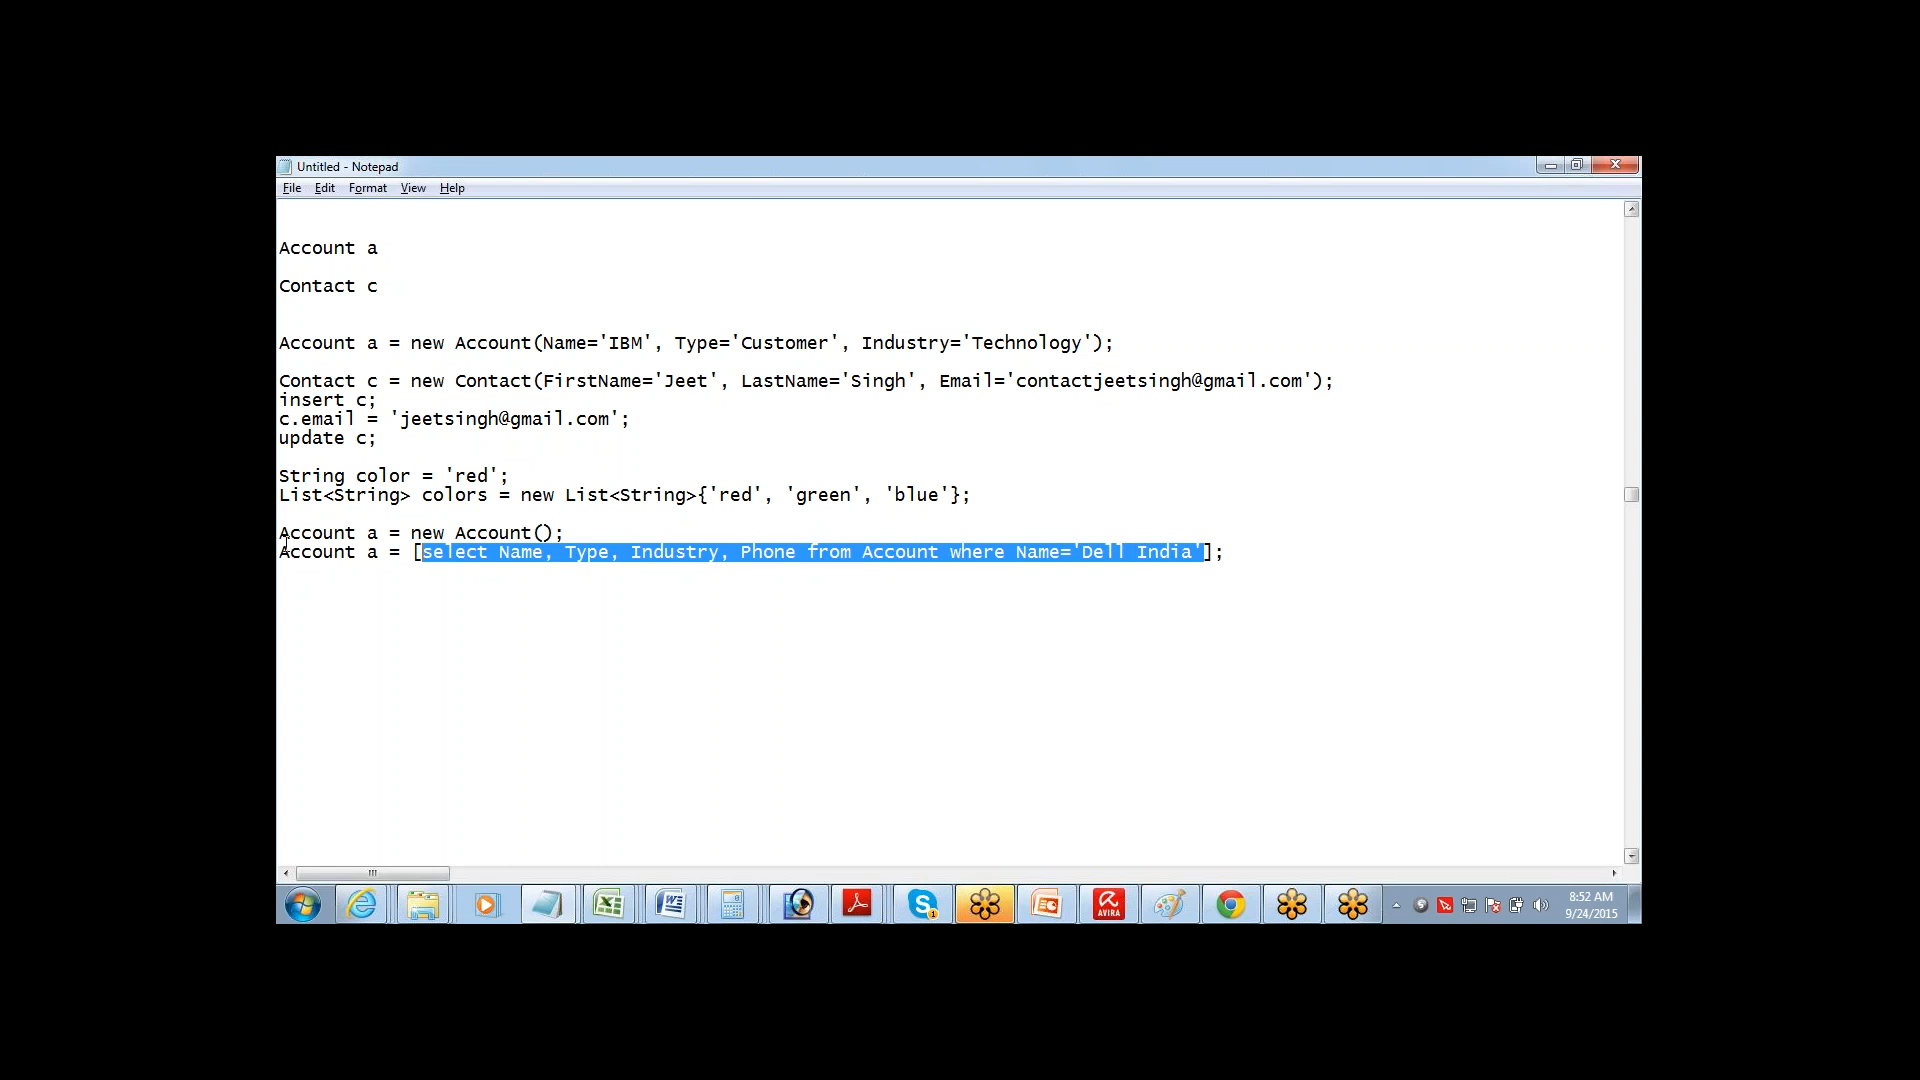 Untitled - Notepad
File Edit Format View Help
Account a
Contact c
Account a = new Account(Name='IBM', Type='Customer', Industry='Technology');
Contact c = new Contact(FirstName='Jeet', LastName='Singh', Email='contactjeetsingh@gmail.com');
insert c;
c.email = 'jeetsingh@gmail.com';
update c;
String color = 'red';
List<String> colors = new List<String>{'red', 'green', 'blue'};
Account a = new Account();
Account a = [select Name, Type, Industry, Phone from Account where Name='Dell India'];
AVIRA
8:52 AM
9/24/2015